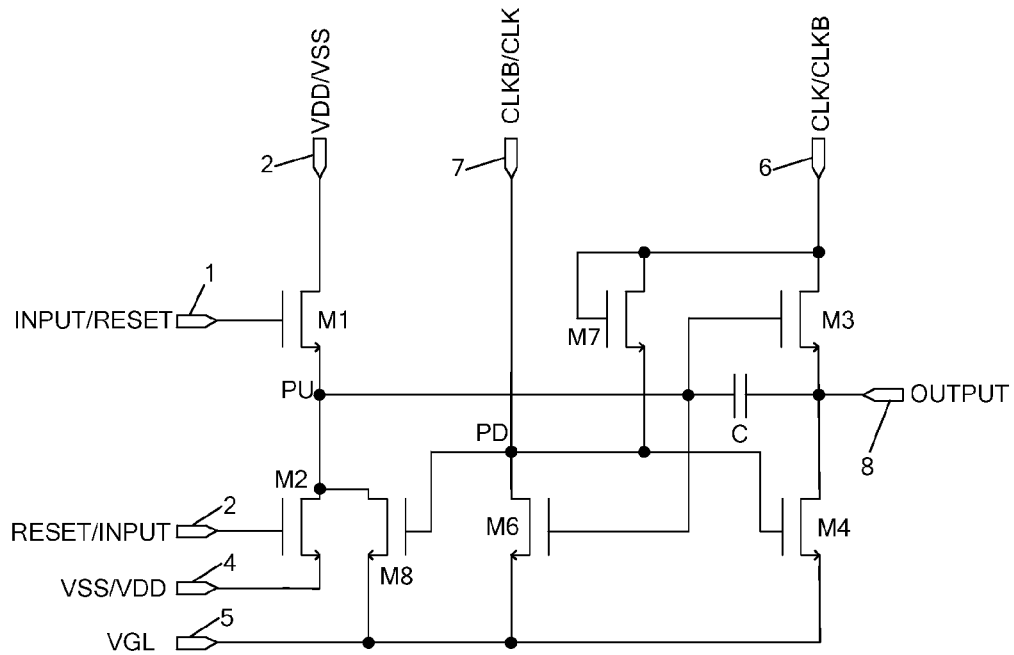 VDD/VSS
CLKB/CLK
CLK/CLKB
2
7
6
1
INPUT/RESET
M1
M7
M3
PU
OUTPUT
C
8
PD
M2
2
RESET/INPUT
M6
M4
4
M8
VSS/VDD
5
VGL